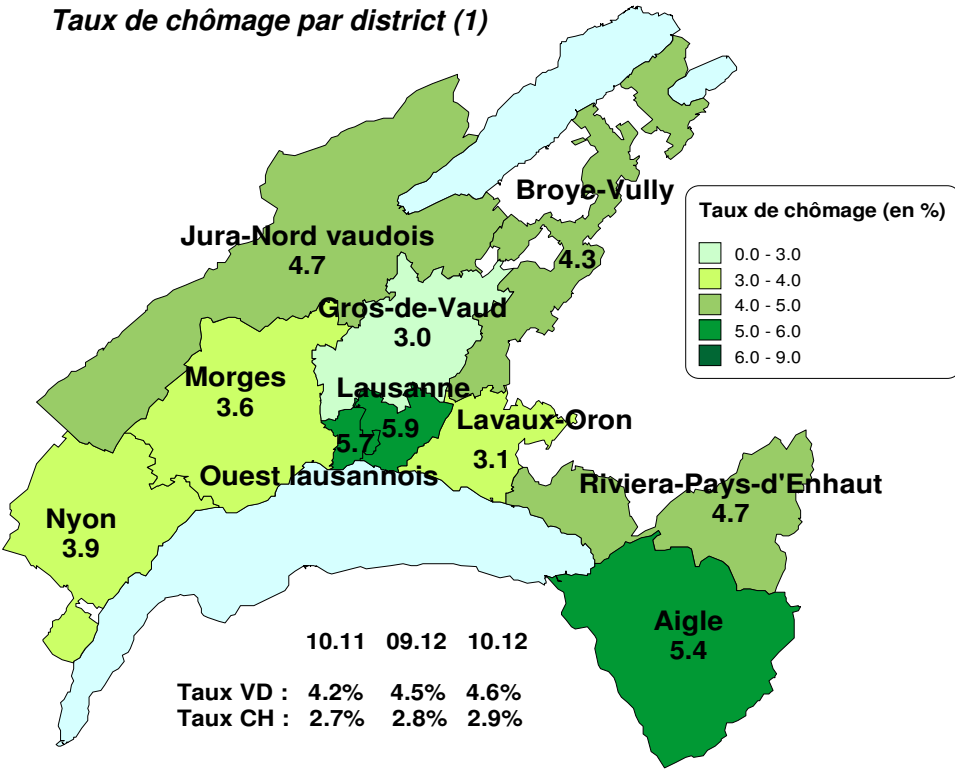 Taux de chômage par district (1)
Broye-Vully
4.3
Taux de chômage (en %)
0.0 - 3.0
3.0 - 4.0
4.0 - 5.0
5.0 - 6.0
6.0 - 9.0
Jura-Nord vaudois
4.7
Gros-de-Vaud
3.0
Morges
3.6
Lausanne
5.9
5.7
Lavaux-Oron
3.1
Ouest lausannois
Riviera-Pays-d'Enhaut
4.7
Nyon
3.9
Aigle
5.4
10.11 09.12 10.12
Taux VD : 4.2% 4.5% 4.6%
Taux CH : 2.7% 2.8% 2.9%